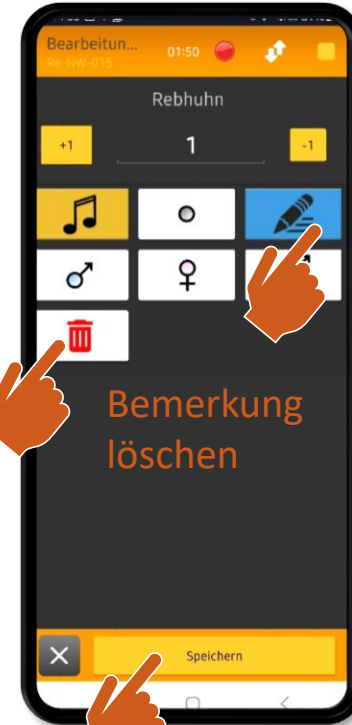 Bearbeitun...
01:50
Re-NW-015
Rebhuhn
+1
1
-1
Bemerkung
löschen
Speichern